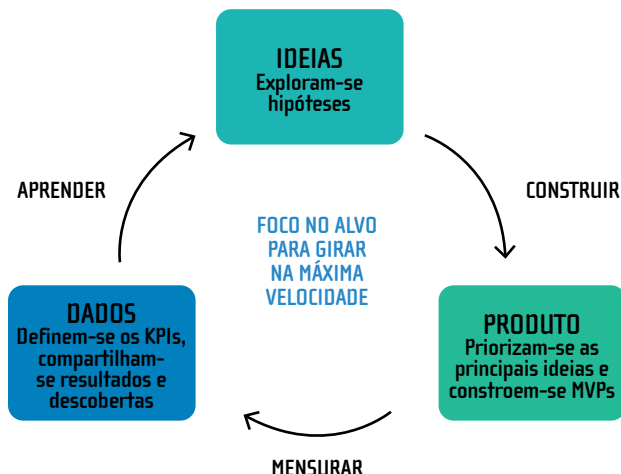 IDEIAS
Exploram-se
hipóteses
APRENDER
CONSTRUIR
FOCO NO ALVO
PARA GIRAR
NA MÁXIMA
VELOCIDADE
DADOS
Definem-se os KPIs,
compartilham-
se resultados e
descobertas
PRODUTO
Priorizam-se as
principais ideias e
constroem-se MVPs
MENSURAR